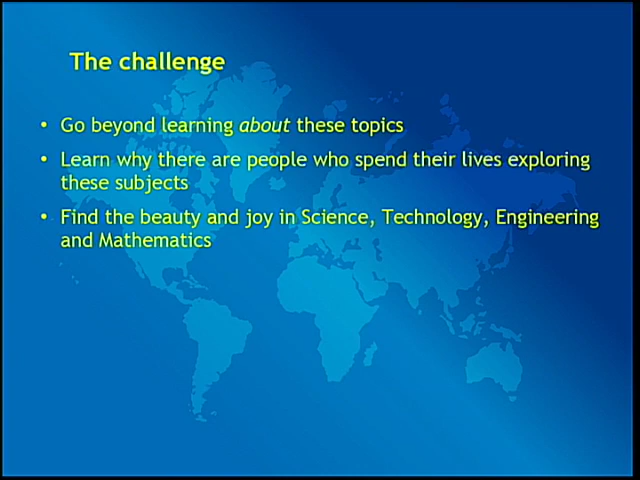 The challenge
• Go beyond learning about these topics
• Learn why there are people who spend their lives exploring
these subjects
• Find the beauty and joy in Science, Technology, Engineering
and Mathematics